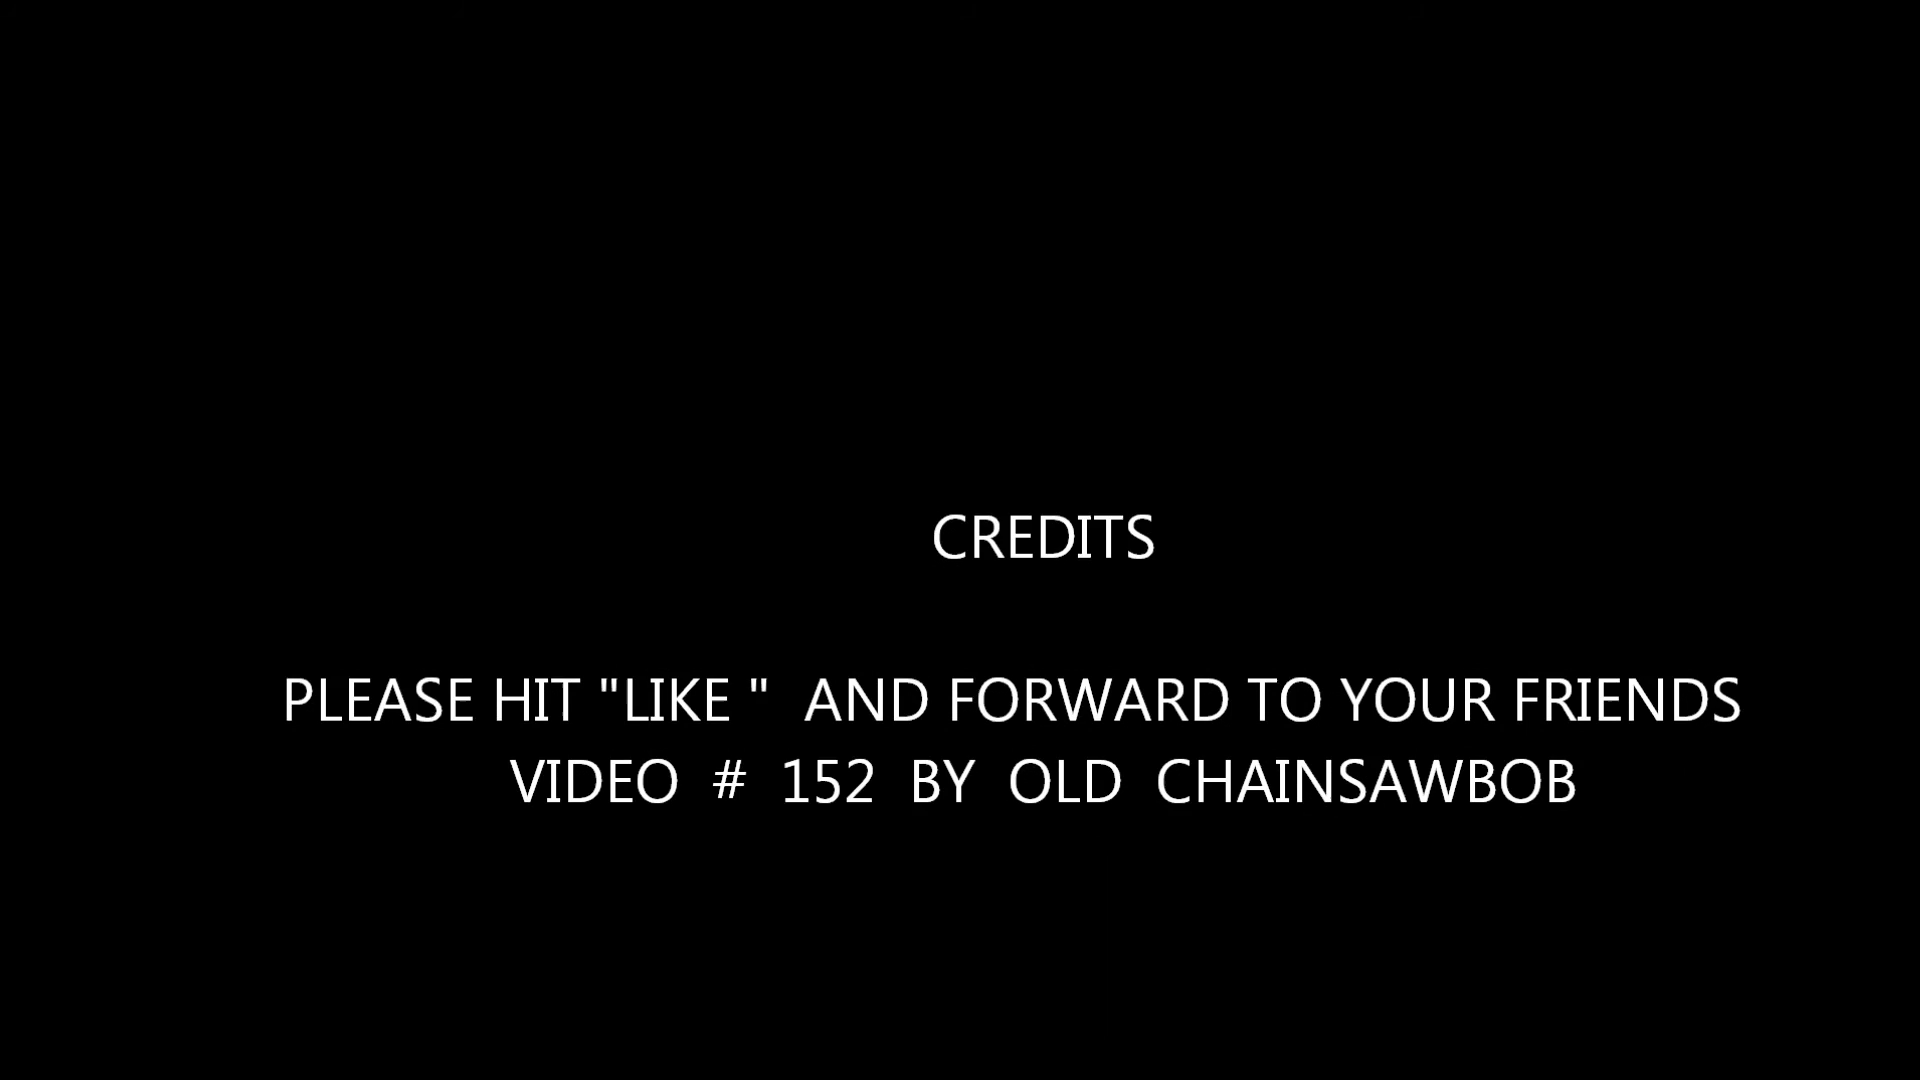 CREDITS
PLEASE HIT "LIKE "  AND FORWARD TO YOUR FRIENDS
VIDEO  #  152  BY  OLD  CHAINSAWBOB